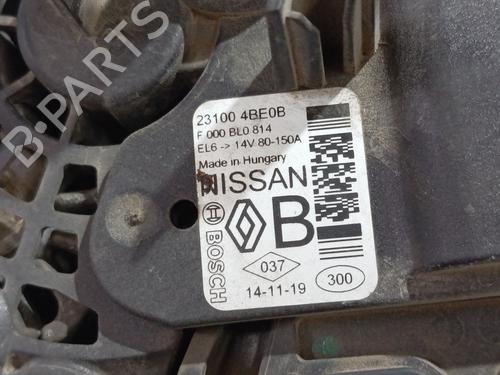 B-PARTS
23100 4BE0B
F 000 BL0 814
EL6 -> 14V 80-150A
Made in Hungary
NISSAN
BOSCH
B
037
14-11-19
300